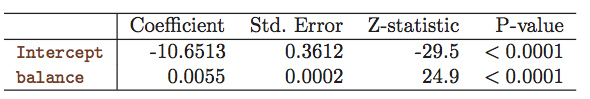 Coefficient Std. Error Z-statistic P-value
Intercept -10.6513 0.3612 -29.5 < 0.0001
balance 0.0055 0.0002 24.9 < 0.0001